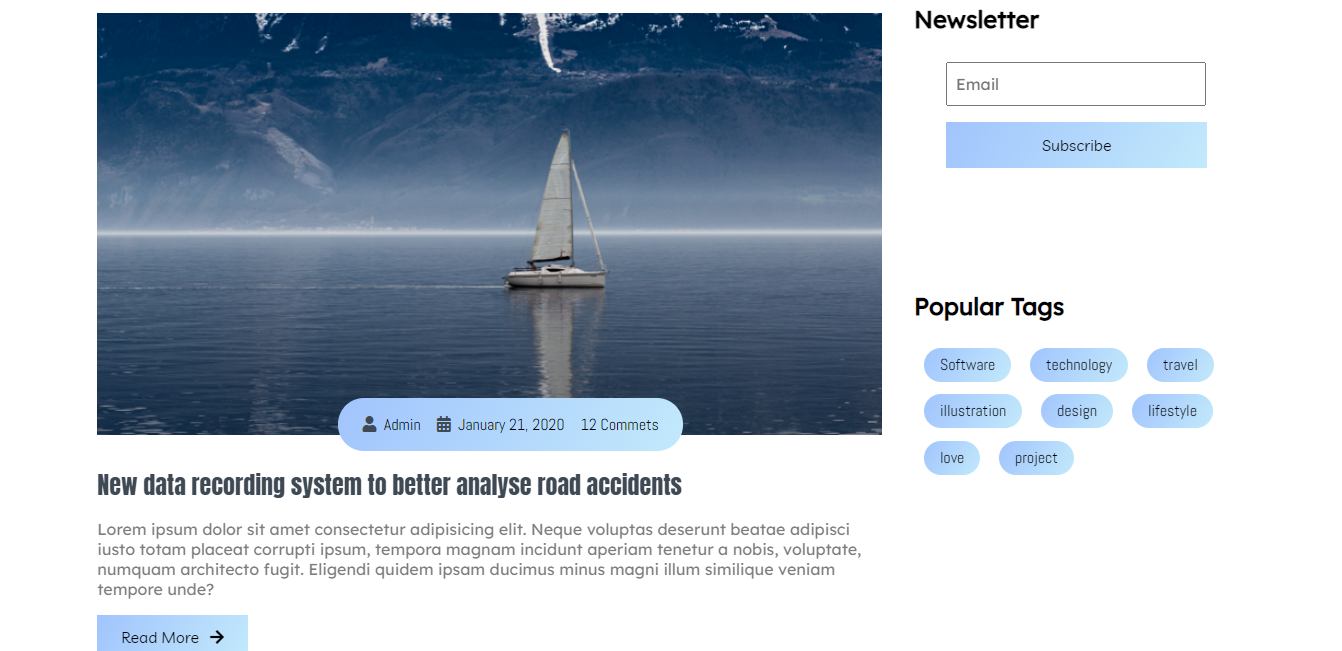 Newsletter
Email
Subscribe
Popular Tags
Software technology travel
illustration design lifestyle
love project
Admin January 21, 2020 12 Commets
New data recording system to better analyse road accidents
Lorem ipsum dolor sit amet consectetur adipisicing elit. Neque voluptas deserunt beatae adipisci
iusto totam placeat corrupti ipsum, tempora magnam incidunt aperiam tenetur a nobis, voluptate,
numquam architecto fugit. Eligendi quidem ipsam ducimus minus magni illum similique veniam
tempore unde?
Read More